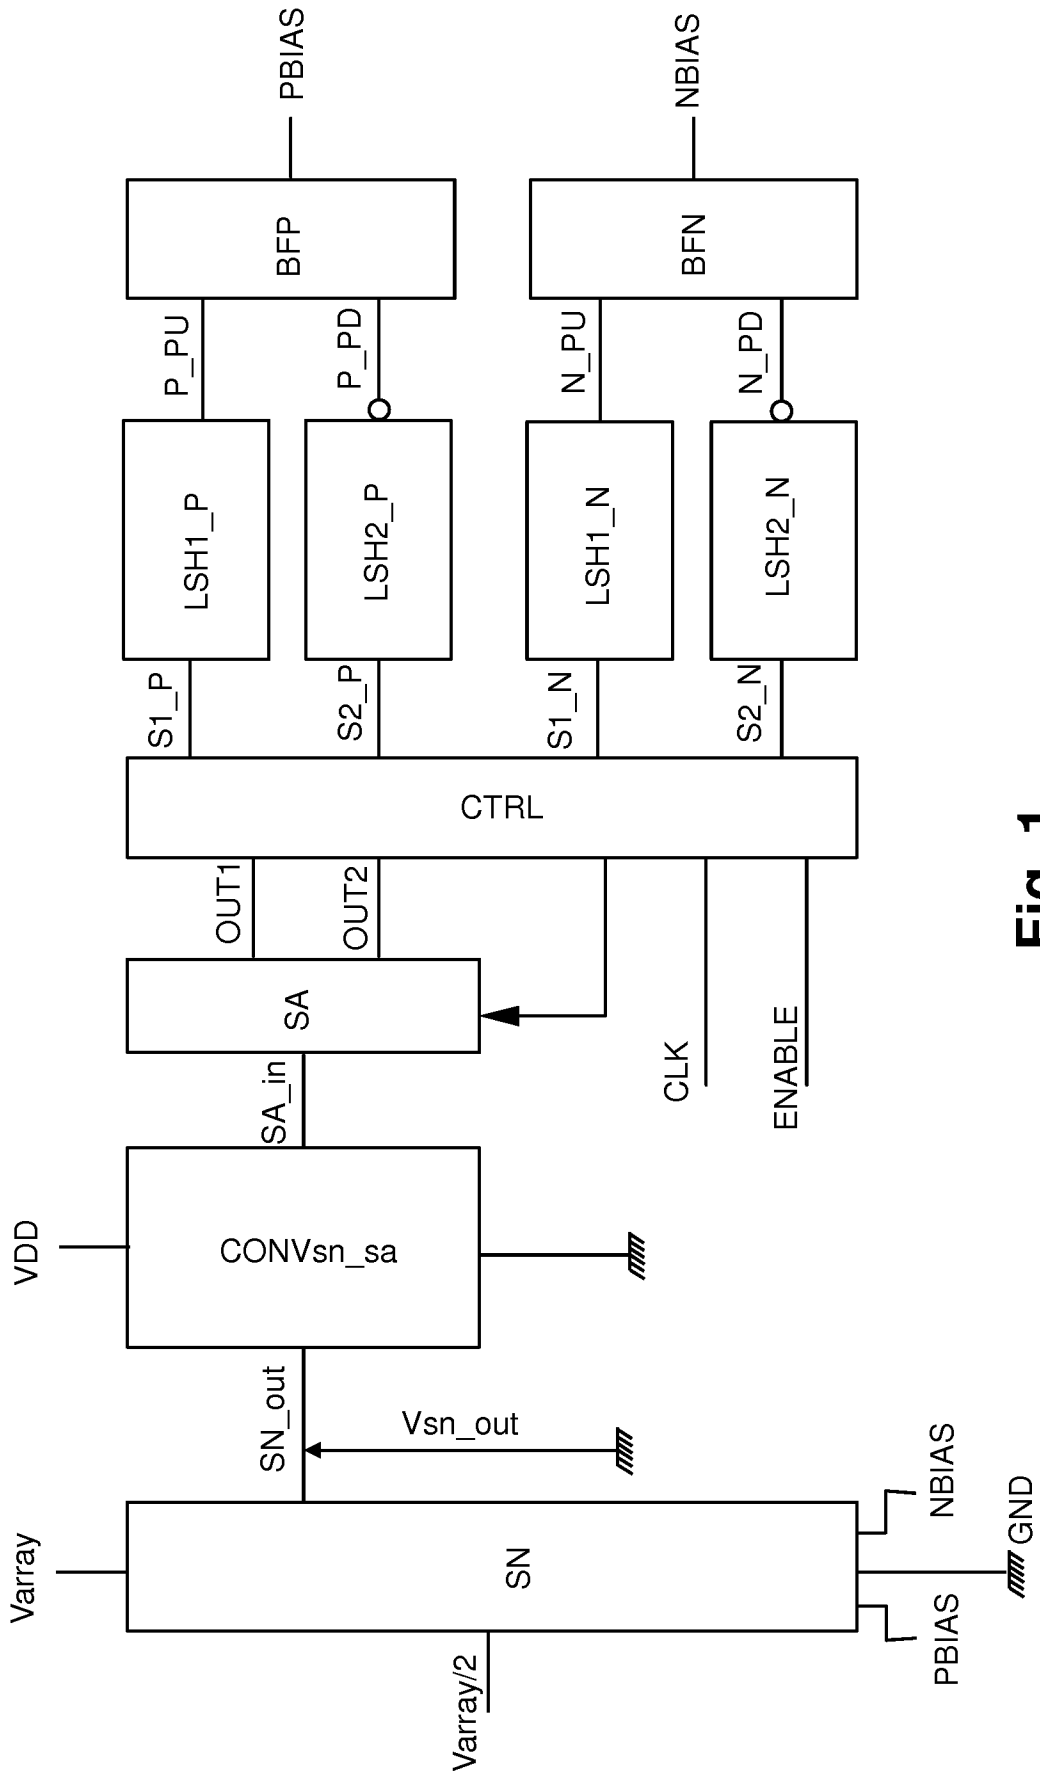 PBIAS
NBIAS
BFP
BFN
P_PU
P_PD
N_PU
N_PD
LSH1_P
LSH2_P
LSH1_N
LSH2_N
S1_P
S2_P
S1_N
S2_N
CTRL
OUT1
OUT2
SA
CLK
ENABLE
SA_in
VDD
CONVsn_sa
SN_out
Vsn_out
Varray
SN
NBIAS
GND
PBIAS
Varray/2
Fig. 1